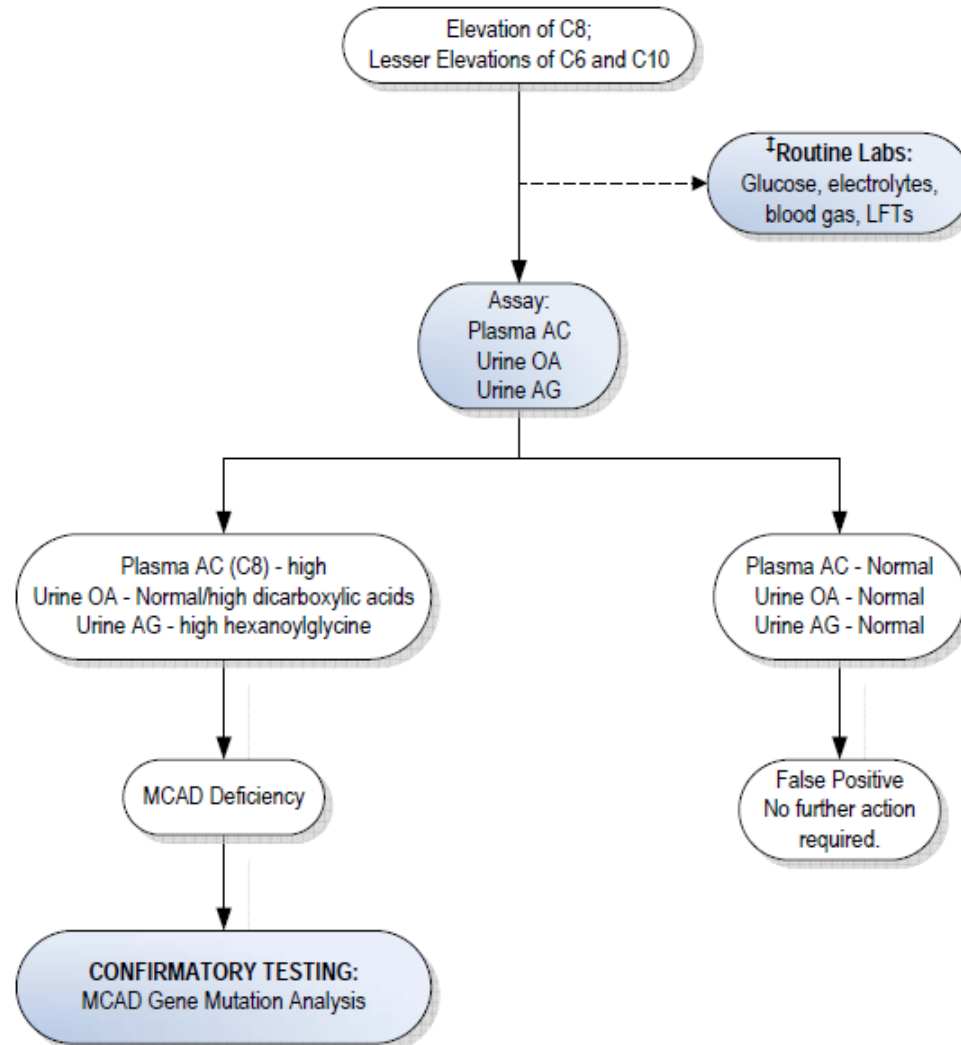 Elevation of C8;
Lesser Elevations of C6 and C10
‡Routine Labs:
Glucose, electrolytes,
blood gas, LFTs
Assay:
Plasma AC
Urine OA
Urine AG
Plasma AC (C8) - high
Urine OA - Normal/high dicarboxylic acids
Urine AG - high hexanoylglycine
Plasma AC - Normal
Urine OA - Normal
Urine AG - Normal
MCAD Deficiency
False Positive
No further action
required.
CONFIRMATORY TESTING:
MCAD Gene Mutation Analysis